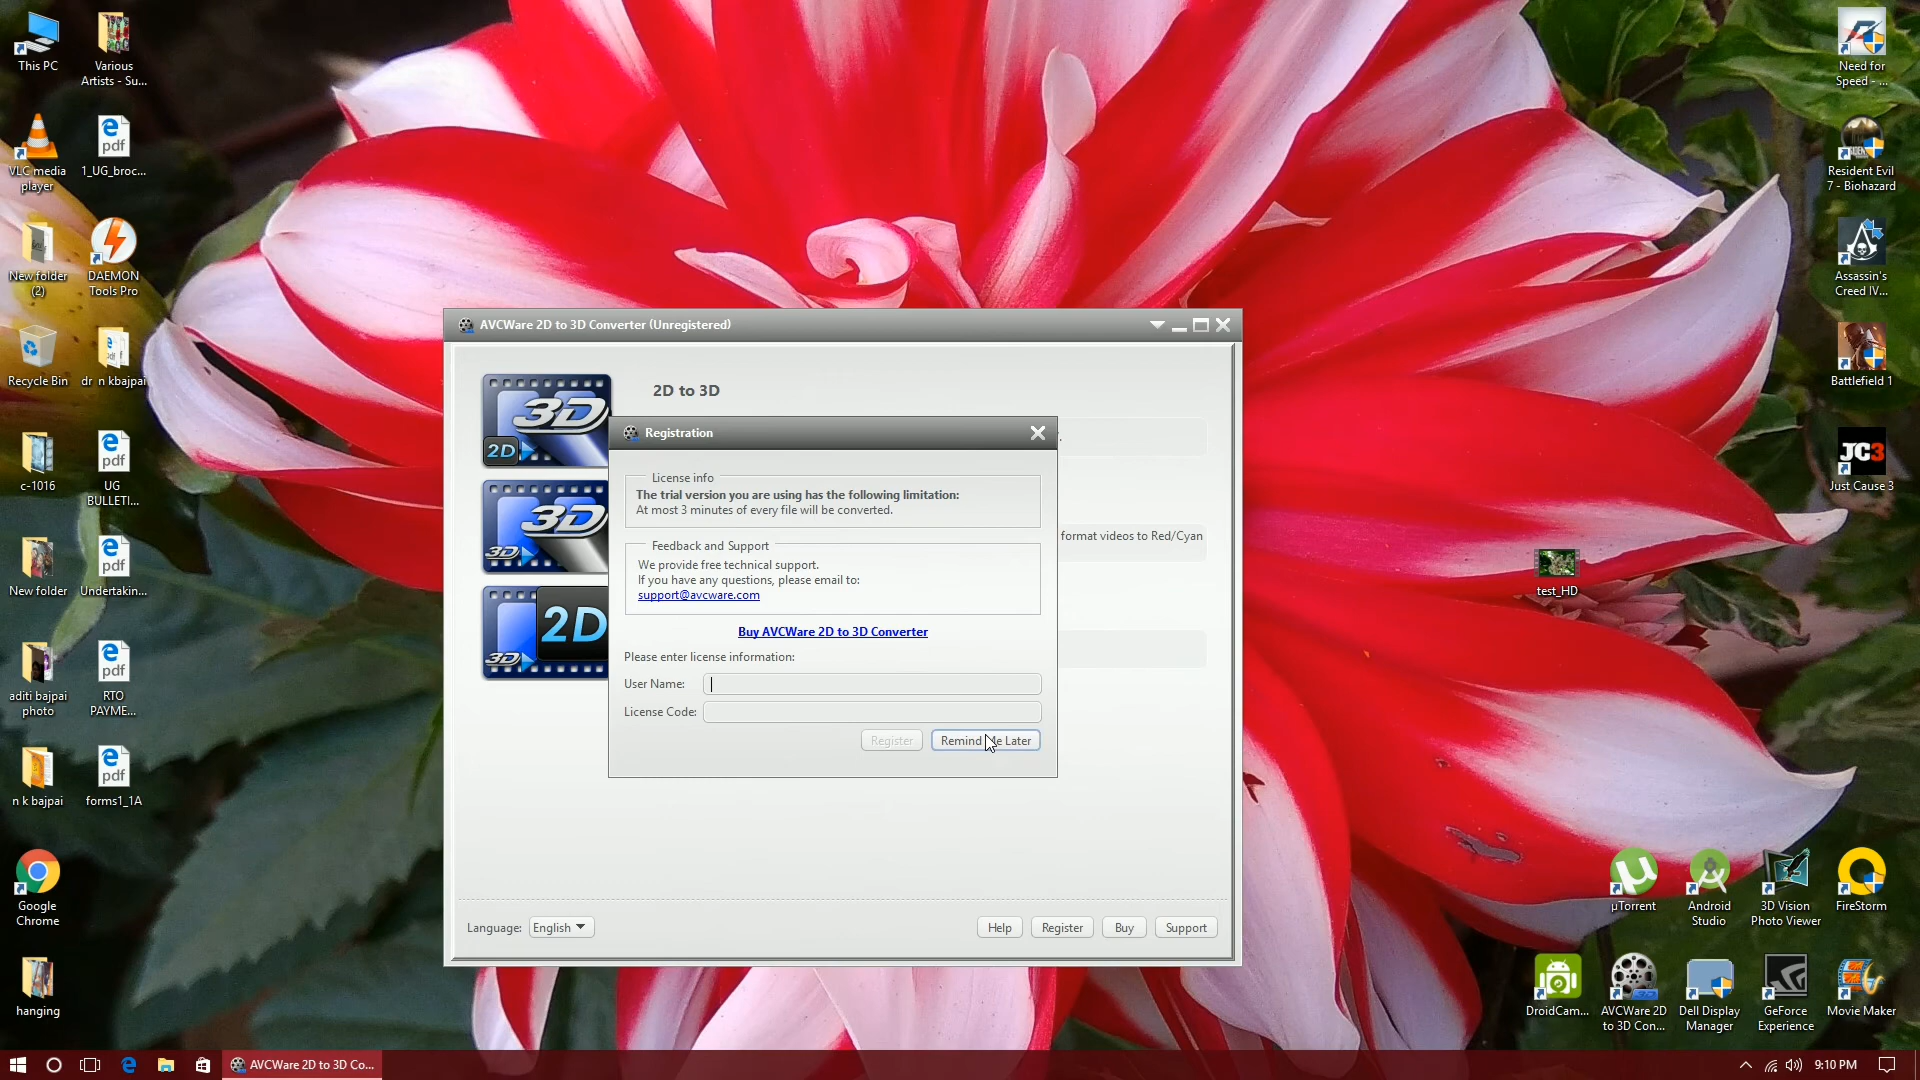 This PC
Various
Artists - Su...
VLC media
player
1_UG_broc...
New folder
(2)
DAEMON
Tools Pro
Recycle Bin
dr n kbajpai
c-1016
UG
BULLETI...
New folder
Undertakin...
aditi bajpai
photo
RTO
PAYME...
n k bajpai
forms1_1A
Google
Chrome
hanging
pdf
pdf
pdf
pdf
pdf
AVCWare 2D to 3D Converter (Unregistered)
2D to 3D
3D
2D
3D
3D
2D
3D
format videos to Red/Cyan
Registration
License info
The trial version you are using has the following limitation:
At most 3 minutes of every file will be converted.
Feedback and Support
We provide free technical support.
If you have any questions, please email to:
support@avcware.com
Buy AVCWare 2D to 3D Converter
Please enter license information:
User Name:
License Code:
Register
Remind Me Later
Language: English
Help
Register
Buy
Support
Need for
Speed - ...
Resident Evil
7 - Biohazard
Assassin's
Creed IV...
Battlefield 1
JC3
Just Cause 3
test_HD
µTorrent
Android
Studio
3D Vision
Photo Viewer
FireStorm
DroidCam...
AVCWare 2D
to 3D Con...
Dell Display
Manager
GeForce
Experience
Movie Maker
AVCWare 2D to 3D Co...
9:10 PM